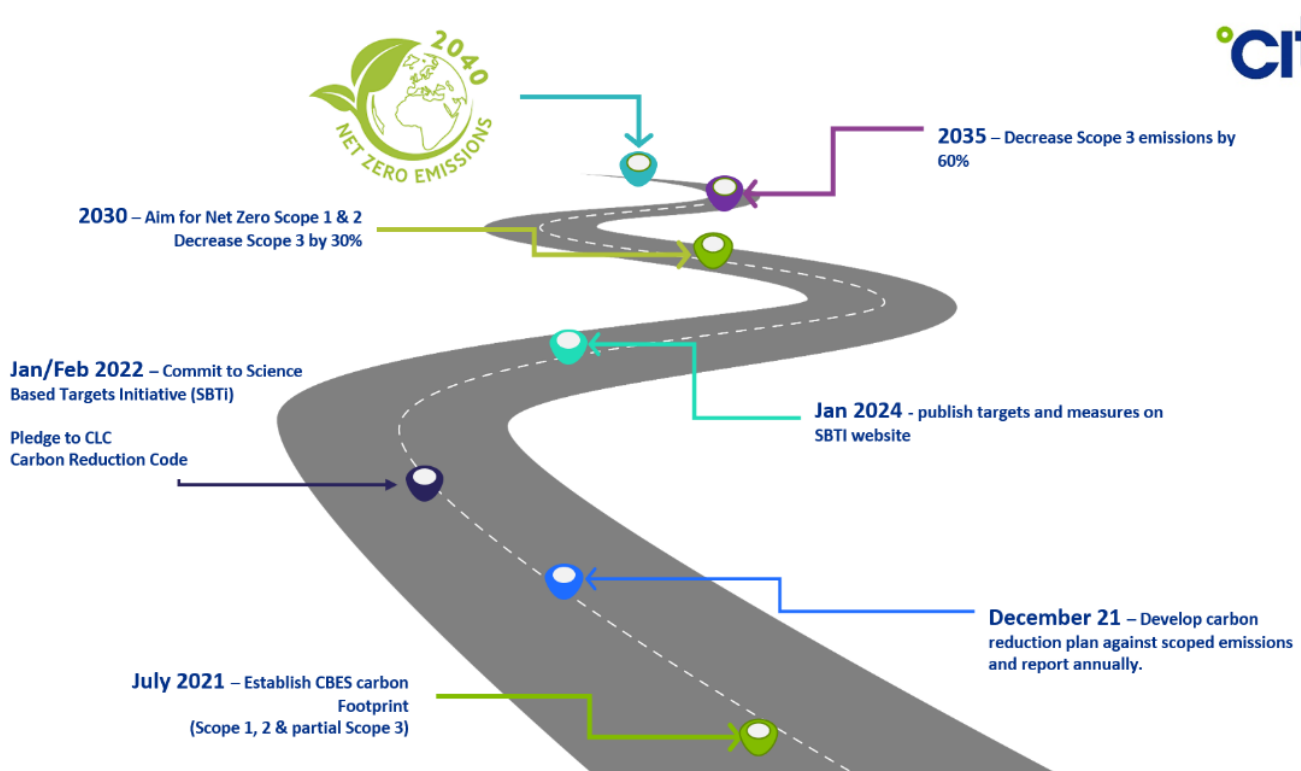 2040
NET ZERO EMISSIONS
2035 – Decrease Scope 3 emissions by
60%
2030 – Aim for Net Zero Scope 1 & 2
Decrease Scope 3 by 30%
Jan/Feb 2022 – Commit to Science
Based Targets Initiative (SBTi)
Pledge to CLC
Carbon Reduction Code
Jan 2024 - publish targets and measures on
SBTI website
December 21 – Develop carbon
reduction plan against scoped emissions
and report annually.
July 2021 – Establish CBES carbon
Footprint
(Scope 1, 2 & partial Scope 3)